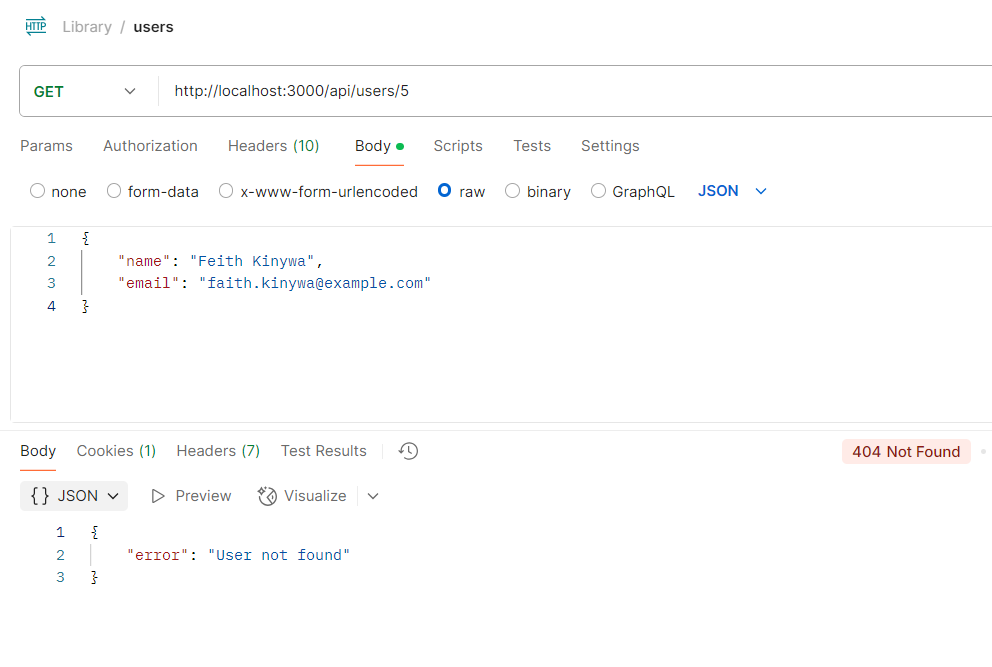 HTTP Library / users
GET http://localhost:3000/api/users/5
Params Authorization Headers (10) Body Scripts Tests Settings
none form-data x-www-form-urlencoded raw binary GraphQL JSON
1 {
2 "name": "Feith Kinywa",
3 "email": "faith.kinywa@example.com"
4 }
Body Cookies (1) Headers (7) Test Results 404 Not Found
{} JSON Preview Visualize
1 {
2 "error": "User not found"
3 }